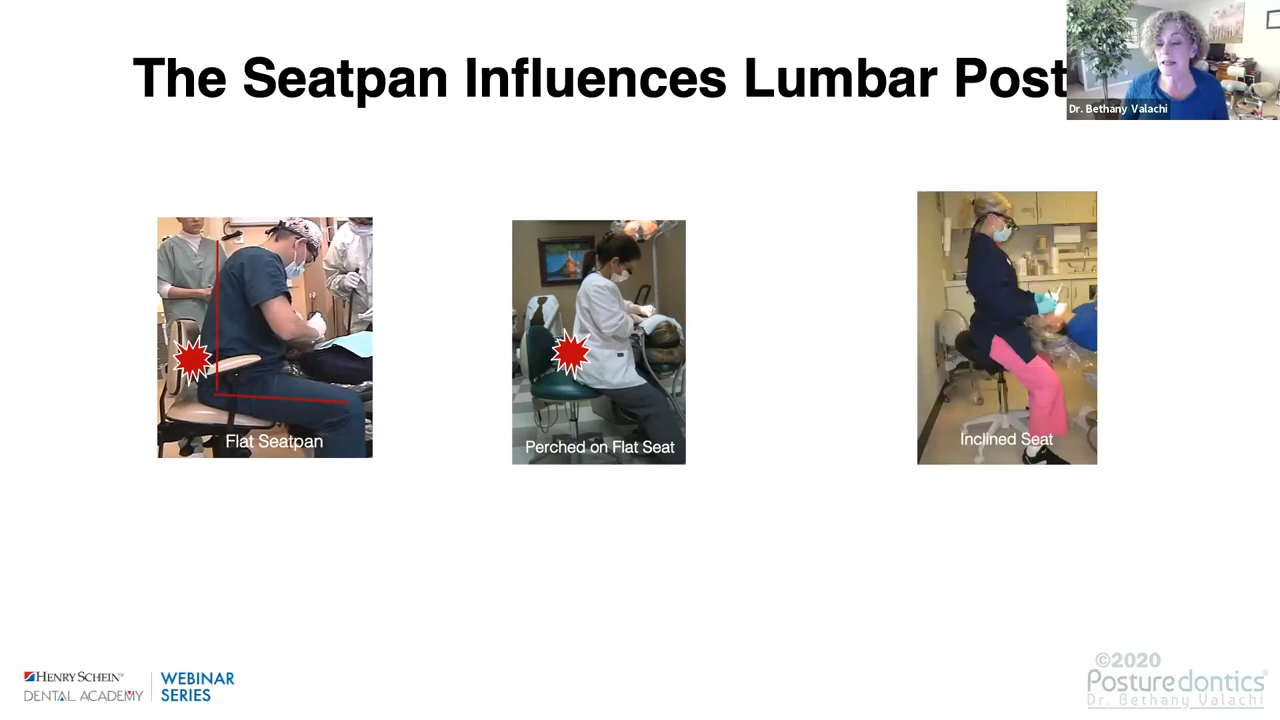 The Seatpan Influences Lumbar Post
Dr. Bethany Valachi
Flat Seatpan
Perched on Flat Seat
Inclined Seat
HENRY SCHEIN®
DENTAL ACADEMY
WEBINAR
SERIES
©2020
Posturedontics®
Dr. Bethany Valachi